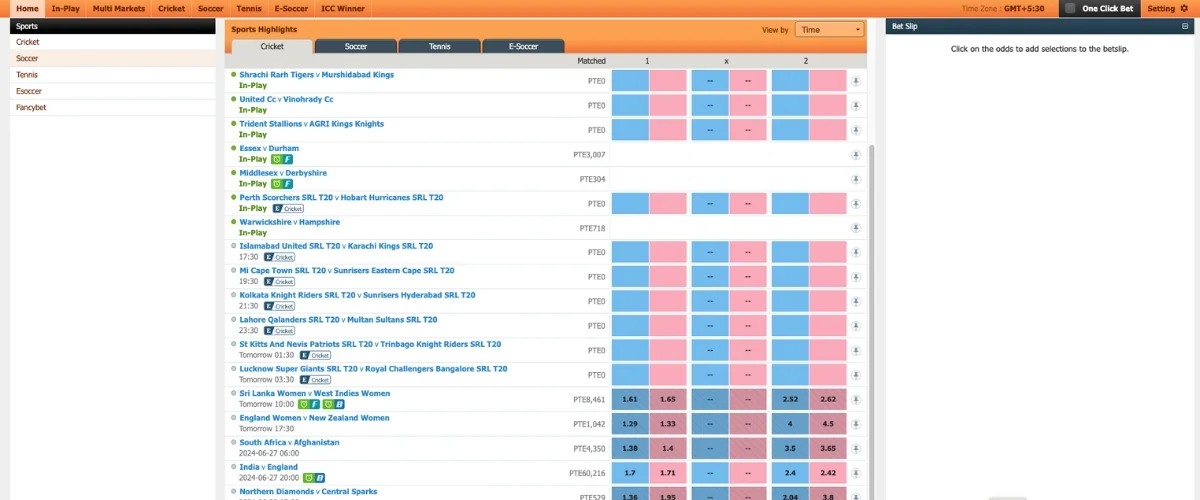 Home In-Play Multi Markets Cricket Soccer Tennis E-Soccer ICC Winner Time Zone : GMT+5:30 One Click Bet Setting
Sports
Cricket
Soccer
Tennis
Esoccer
Fancybet
Sports Highlights View by Time
Cricket Soccer Tennis E-Soccer
Matched 1 x 2
Shrachi Rarh Tigers v Murshidabad Kings
In-Play PTE0 -- --
United Cc v Vinohrady Cc
In-Play PTE0 -- --
Trident Stallions v AGRI Kings Knights
In-Play PTE0 -- --
Essex v Durham
In-Play F PTE3,007
Middlesex v Derbyshire
In-Play F PTE304
Perth Scorchers SRL T20 v Hobart Hurricanes SRL T20
In-Play E Cricket PTE0 -- --
Warwickshire v Hampshire
In-Play PTE718
Islamabad United SRL T20 v Karachi Kings SRL T20
17:30 E Cricket PTE0 -- --
Mi Cape Town SRL T20 v Sunrisers Eastern Cape SRL T20
19:30 E Cricket PTE0 -- --
Kolkata Knight Riders SRL T20 v Sunrisers Hyderabad SRL T20
21:30 E Cricket PTE0 -- --
Lahore Qalanders SRL T20 v Multan Sultans SRL T20
23:30 E Cricket PTE0 -- --
St Kitts And Nevis Patriots SRL T20 v Trinbago Knight Riders SRL T20
Tomorrow 01:30 E Cricket PTE0 -- --
Lucknow Super Giants SRL T20 v Royal Challengers Bangalore SRL T20
Tomorrow 03:30 E Cricket PTE0 -- --
Sri Lanka Women v West Indies Women
Tomorrow 10:00 F B PTE8,461 1.61 1.65 -- -- 2.52 2.62
England Women v New Zealand Women
Tomorrow 17:30 PTE1,042 1.29 1.33 -- -- 4 4.5
South Africa v Afghanistan
2024-06-27 06:00 PTE4,350 1.38 1.4 -- -- 3.5 3.65
India v England
2024-06-27 20:00 B PTE60,216 1.7 1.71 -- -- 2.4 2.42
Northern Diamonds v Central Sparks
PTE529 1.36 1.95 -- -- 2.04 3.8
Bet Slip
Click on the odds to add selections to the betslip.